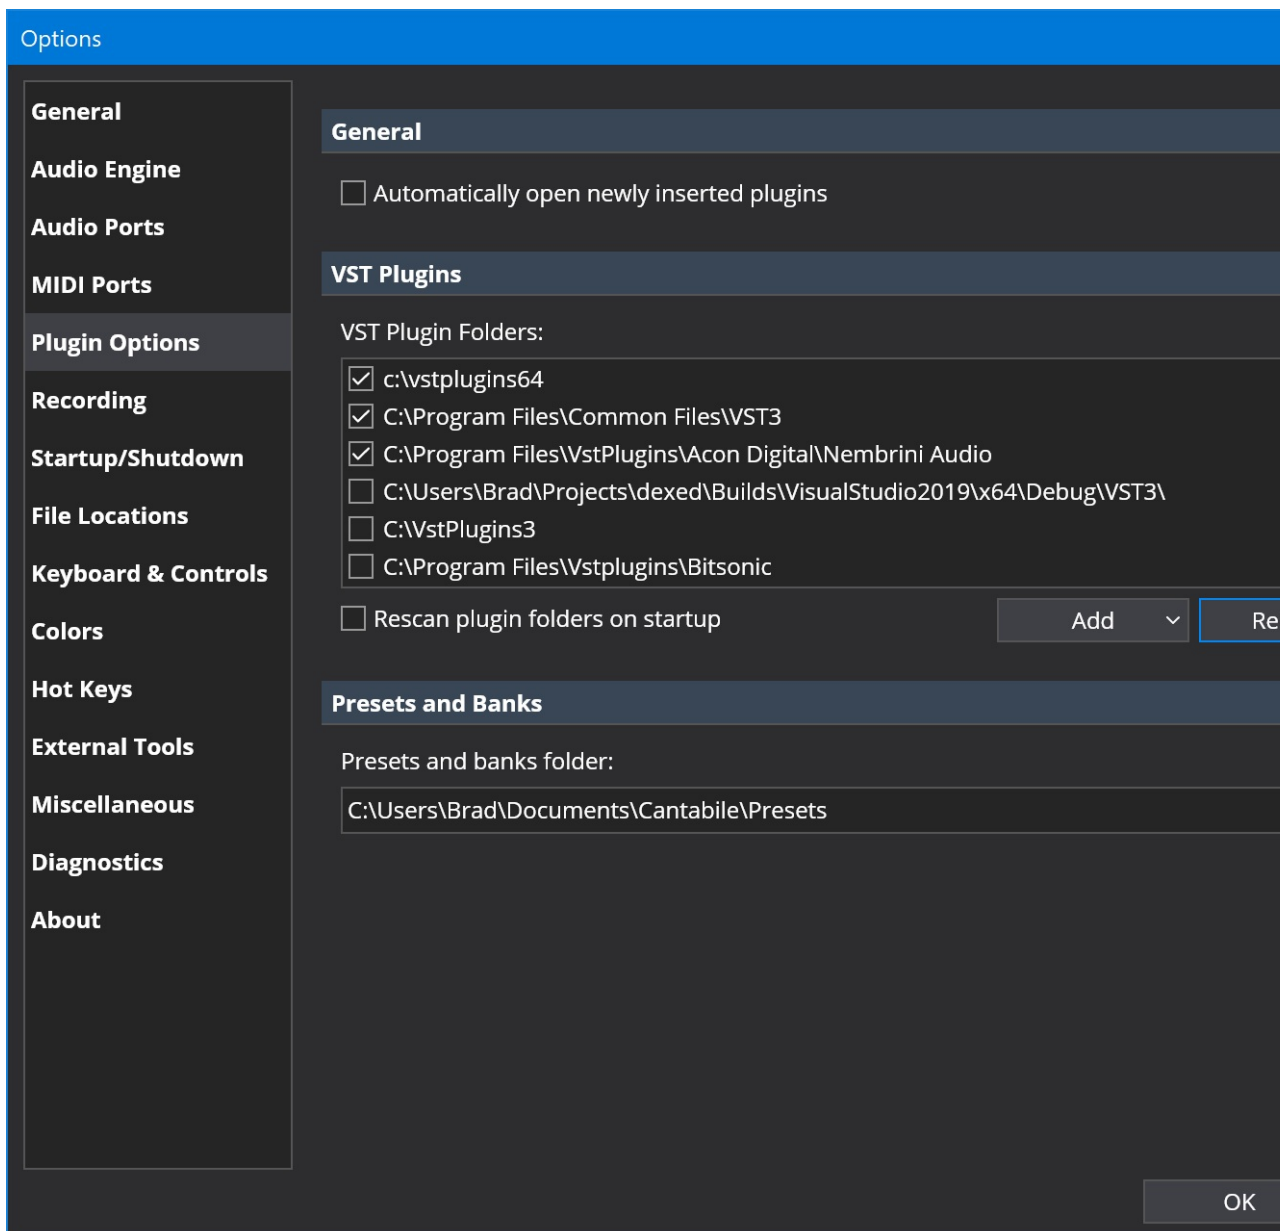 Options
General
Audio Engine
Audio Ports
MIDI Ports
Plugin Options
Recording
Startup/Shutdown
File Locations
Keyboard & Controls
Colors
Hot Keys
External Tools
Miscellaneous
Diagnostics
About
General
Automatically open newly inserted plugins
VST Plugins
VST Plugin Folders:
c:\vstplugins64
C:\Program Files\Common Files\VST3
C:\Program Files\VstPlugins\Acon Digital\Nembrini Audio
C:\Users\Brad\Projects\dexed\Builds\VisualStudio2019\x64\Debug\VST3\
C:\VstPlugins3
C:\Program Files\Vstplugins\Bitsonic
Rescan plugin folders on startup
Add
Re
Presets and Banks
Presets and banks folder:
C:\Users\Brad\Documents\Cantabile\Presets
OK